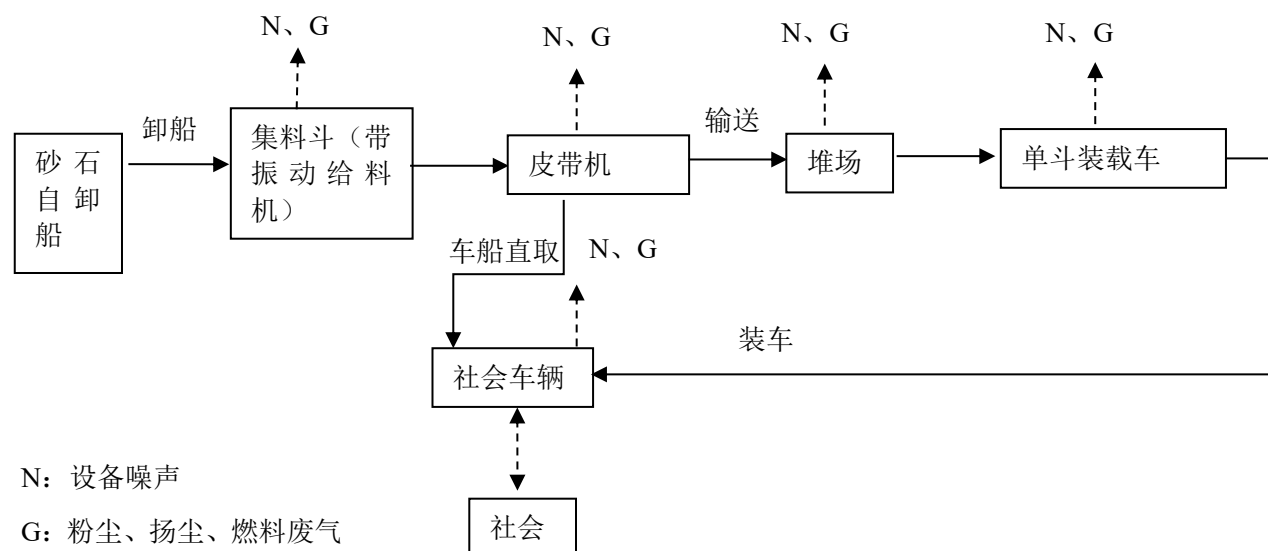 N、G
N、G
N、G
N、G
卸船
输送
砂石
自卸
船
集料斗（带
振动给料
机）
皮带机
堆场
单斗装载车
车船直取
N、G
装车
社会车辆
N：设备噪声
G：粉尘、扬尘、燃料废气
社会